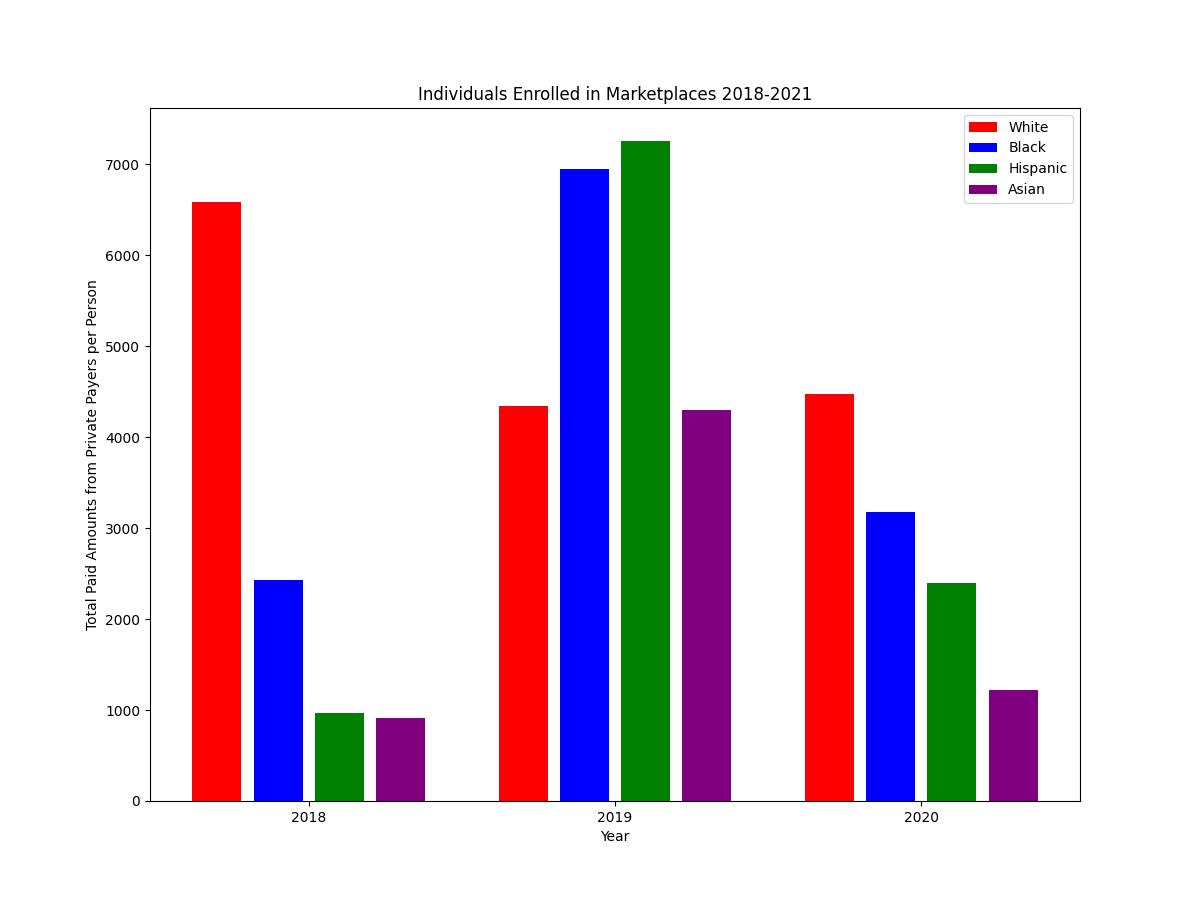 Individuals Enrolled in Marketplaces 2018-2021
White
Black
Hispanic
Asian
Total Paid Amounts from Private Payers per Person
7000
6000
5000
4000
3000
2000
1000
0
2018
2019
2020
Year